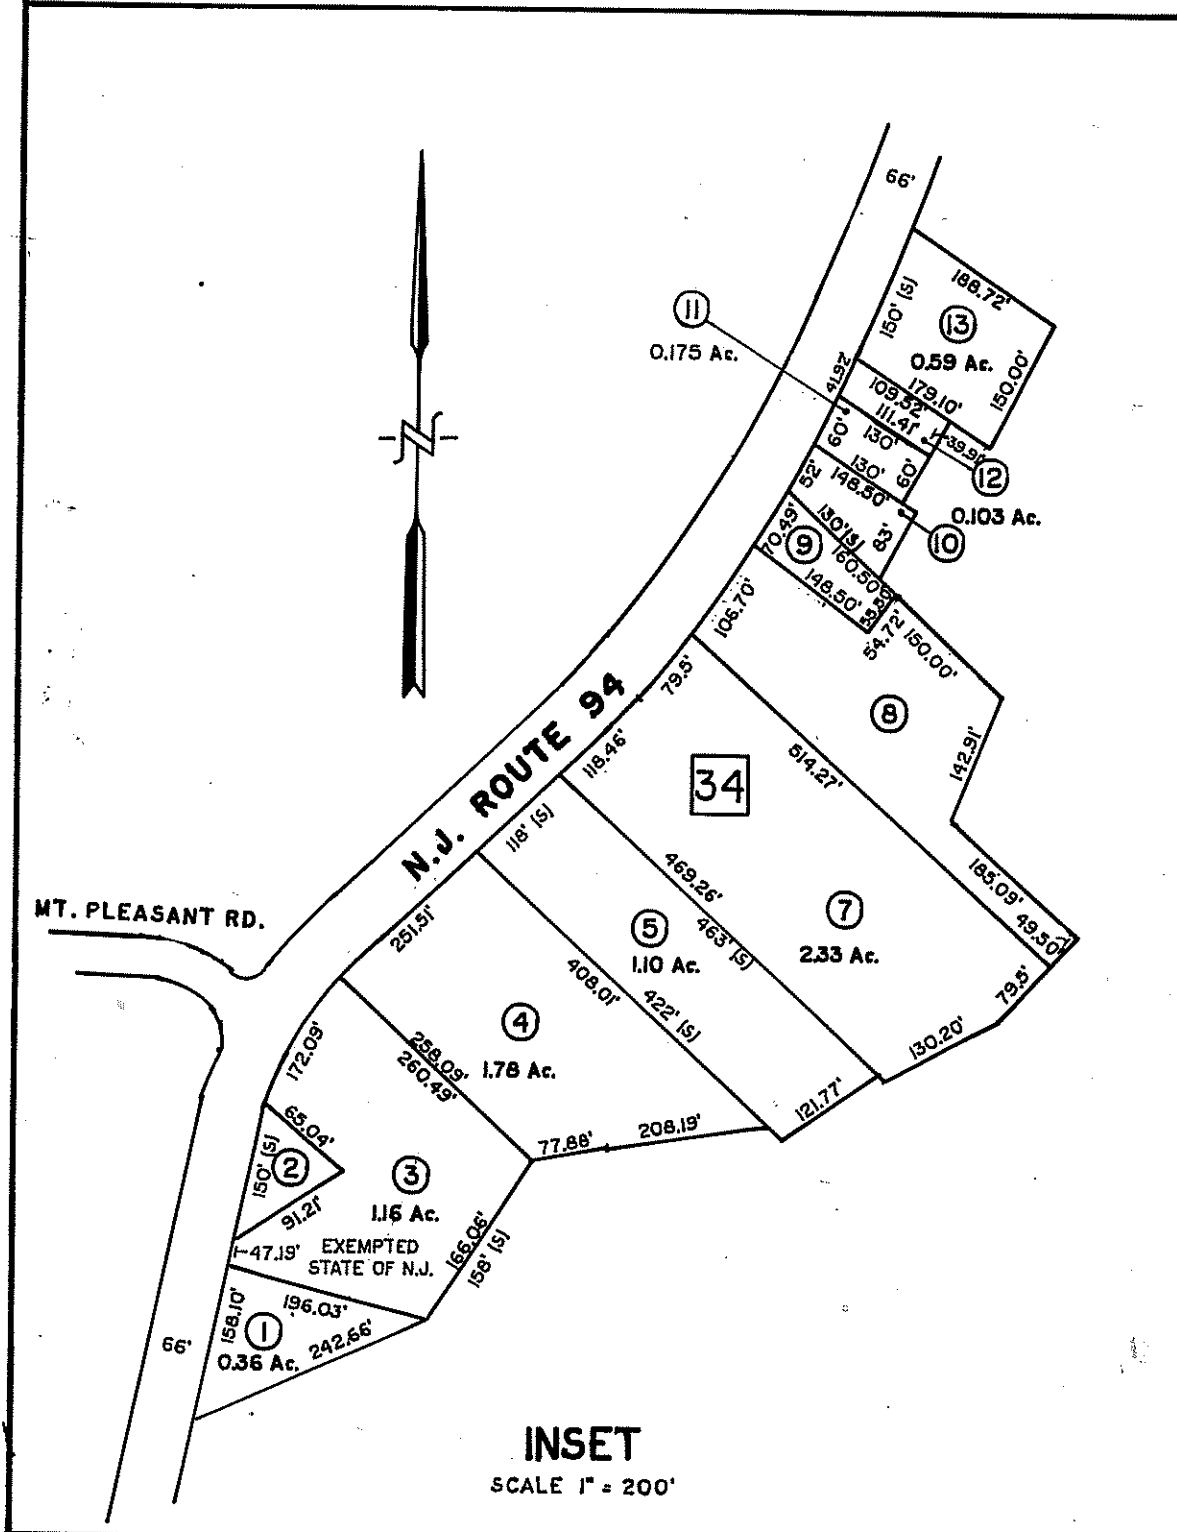 66'
188.72'
150' (S)
13
0.59 Ac.
150.00'
11
0.175 Ac.
179.10'
109.52'
111.41'
39.91'
60'
130'
60'
12
0.103 Ac.
130'
148.50'
52'
83'
10
130'(S)
9
70.49'
160.50'
148.50'
55.50'
54.72'
150.00'
106.70'
8
142.91'
79.5'
118.46'
514.27'
34
N.J. ROUTE 94
118' (S)
469.26'
463' (S)
7
2.33 Ac.
185.09'
49.50'
79.5'
130.20'
MT. PLEASANT RD.
251.51'
5
1.10 Ac.
408.01'
422' (S)
121.77'
4
1.78 Ac.
258.09'
260.49'
77.88'
208.19'
172.09'
65.04'
150' (S)
2
91.21'
3
1.16 Ac.
EXEMPTED
STATE OF N.J.
47.19'
166.06'
158' (S)
196.03'
158.10'
1
0.36 Ac.
242.66'
66'
INSET
SCALE 1" = 200'